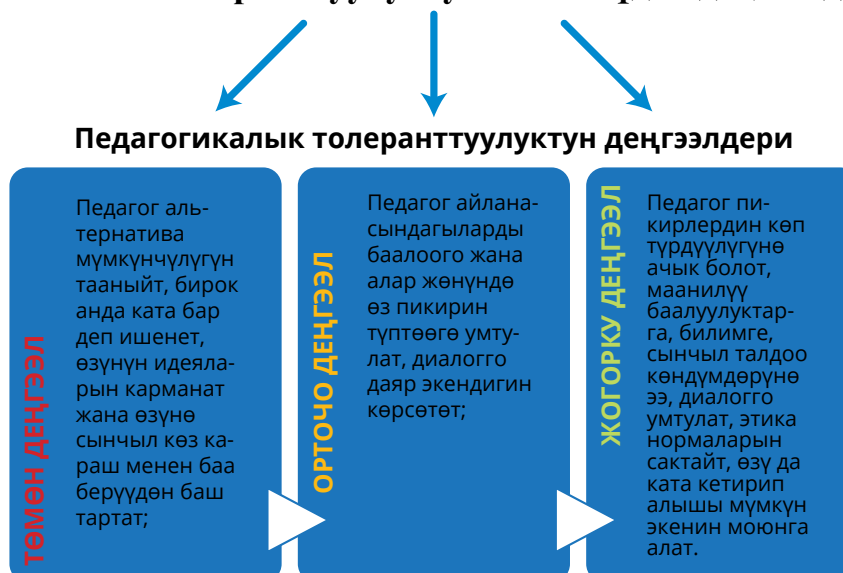 Педагогикалык толеранттуулуктун деңгээлдери
ТӨМӨН ДЕҢГЭЭЛ
Педагог аль-
тернатива
мүмкүнчүлүгүн
тааныйт, бирок
анда ката бар
деп ишенет,
өзүнүн идеяла-
рын карманат
жана өзүнө
сынчыл көз ка-
раш менен баа
берүүдөн баш
тартат;
ОРТОЧО ДЕҢГЭЭЛ
Педагог айлана-
сындагыларды
баалоого жана
алар жөнүндө
өз пикирин
түптөөгө умту-
лат, диалогго
даяр экендигин
көрсөтөт;
ЖОГОРКУ ДЕҢГЭЭЛ
Педагог пи-
кирлердин көп
түрдүүлүгүнө
ачык болот,
маанилүү
баалуулуктар-
га, билимге,
сынчыл талдоо
көндүмдөрүнө
ээ, диалогго
умтулат, этика
нормаларын
сактайт, өзү да
ката кетирип
алышы мүмкүн
экенин моюнга
алат.